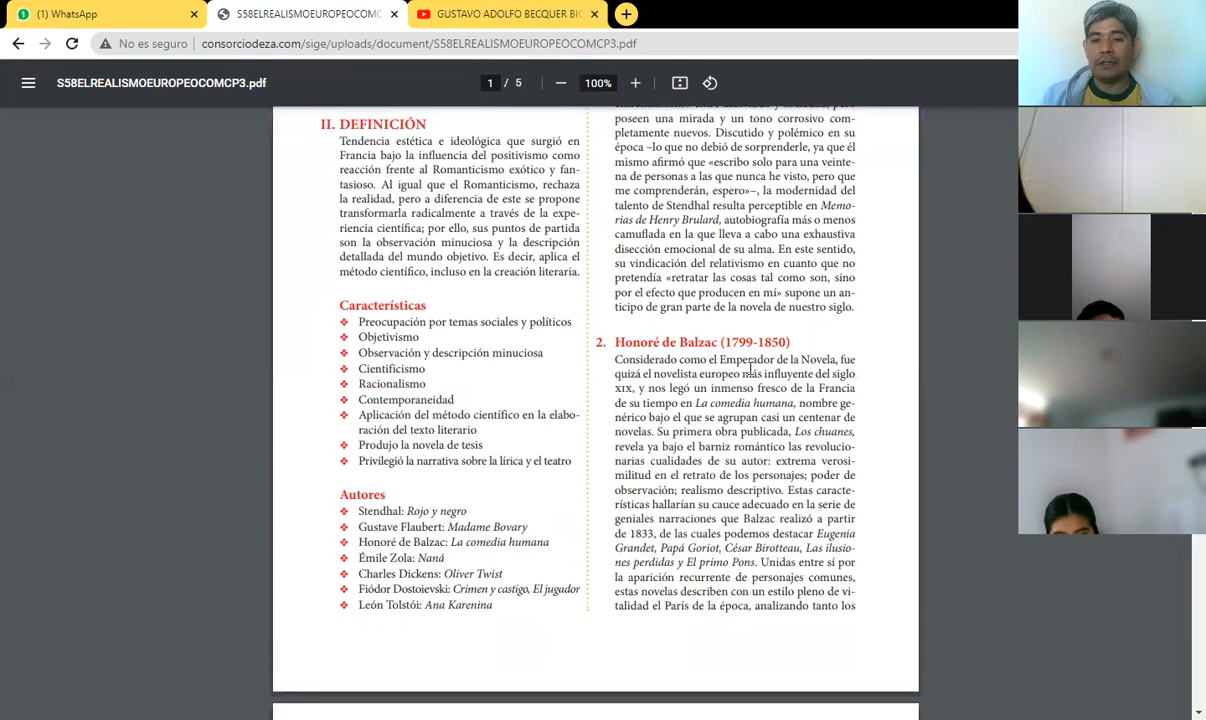 (1) WhatsApp
S58ELREALISMOEUROPEOCOMC
GUSTAVO ADOLFO BECQUER BI
No es seguro
consorciodeza.com/sige/uploads/document/S58ELREALISMOEUROPEOCOMCP3.pdf
S58ELREALISMOEUROPEOCOMCP3.pdf
1 / 5
100%
II. DEFINICIÓN
Tendencia estética e ideológica que surgió en
Francia bajo la influencia del positivismo como
reacción frente al Romanticismo exótico y fan-
tasioso. Al igual que el Romanticismo, rechaza
la realidad, pero a diferencia de este se propone
transformarla radicalmente a través de la expe-
riencia científica; por ello, sus puntos de partida
son la observación minuciosa y la descripción
detallada del mundo objetivo. Es decir, aplica el
método científico, incluso en la creación literaria.
Características
Preocupación por temas sociales y políticos
Objetivismo
Observación y descripción minuciosa
Cientificismo
Racionalismo
Contemporaneidad
Aplicación del método científico en la elabo-
ración del texto literario
Produjo la novela de tesis
Privilegió la narrativa sobre la lírica y el teatro
Autores
Stendhal: Rojo y negro
Gustave Flaubert: Madame Bovary
Honoré de Balzac: La comedia humana
Émile Zola: Naná
Charles Dickens: Oliver Twist
Fiódor Dostoievski: Crimen y castigo, El jugador
León Tolstói: Ana Karenina
poseen una mirada y un tono corrosivo com-
pletamente nuevos. Discutido y polémico en su
época –lo que no debió de sorprenderle, ya que él
mismo afirmó que «escribo solo para una veinte-
na de personas a las que nunca he visto, pero que
me comprenderán, espero»–, la modernidad del
talento de Stendhal resulta perceptible en Memo-
rias de Henry Brulard, autobiografía más o menos
camuflada en la que lleva a cabo una exhaustiva
disección emocional de su alma. En este sentido,
su vindicación del relativismo en cuanto que no
pretendía «retratar las cosas tal como son, sino
por el efecto que producen en mí» supone un an-
ticipo de gran parte de la novela de nuestro siglo.
2. Honoré de Balzac (1799-1850)
Considerado como el Emperador de la Novela, fue
quizá el novelista europeo más influyente del siglo
XIX, y nos legó un inmenso fresco de la Francia
de su tiempo en La comedia humana, nombre ge-
nérico bajo el que se agrupan casi un centenar de
novelas. Su primera obra publicada, Los chuanes,
revela ya bajo el barniz romántico las revolucio-
narias cualidades de su autor: extrema verosi-
militud en el retrato de los personajes; poder de
observación; realismo descriptivo. Estas caracte-
rísticas hallarían su cauce adecuado en la serie de
geniales narraciones que Balzac realizó a partir
de 1833, de las cuales podemos destacar Eugenia
Grandet, Papá Goriot, César Birotteau, Las ilusio-
nes perdidas y El primo Pons. Unidas entre sí por
la aparición recurrente de personajes comunes,
estas novelas describen con un estilo pleno de vi-
talidad el París de la época, analizando tanto los